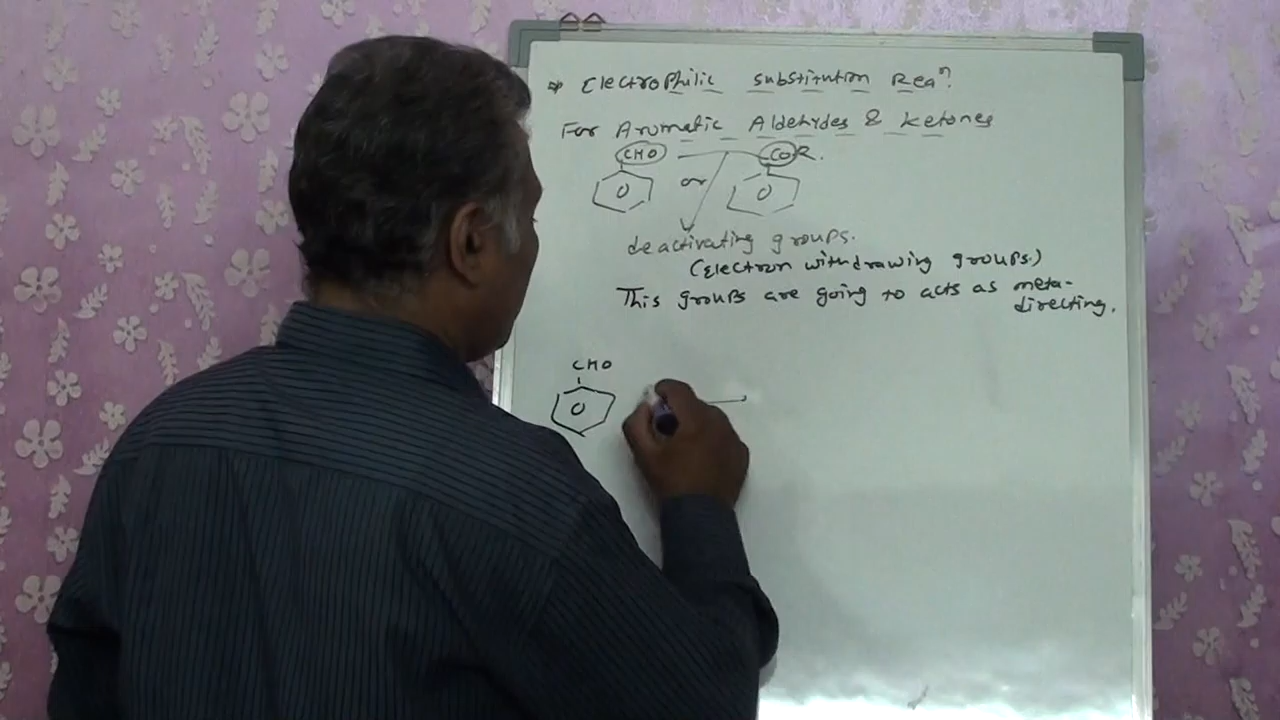 ⇒ Electrophilic substitution Reaⁿ
For Aromatic Aldehydes & Ketones
CHO or COR.
deactivating groups.
(Electron withdrawing groups.)
This groups are going to acts as meta-
directing.
CHO